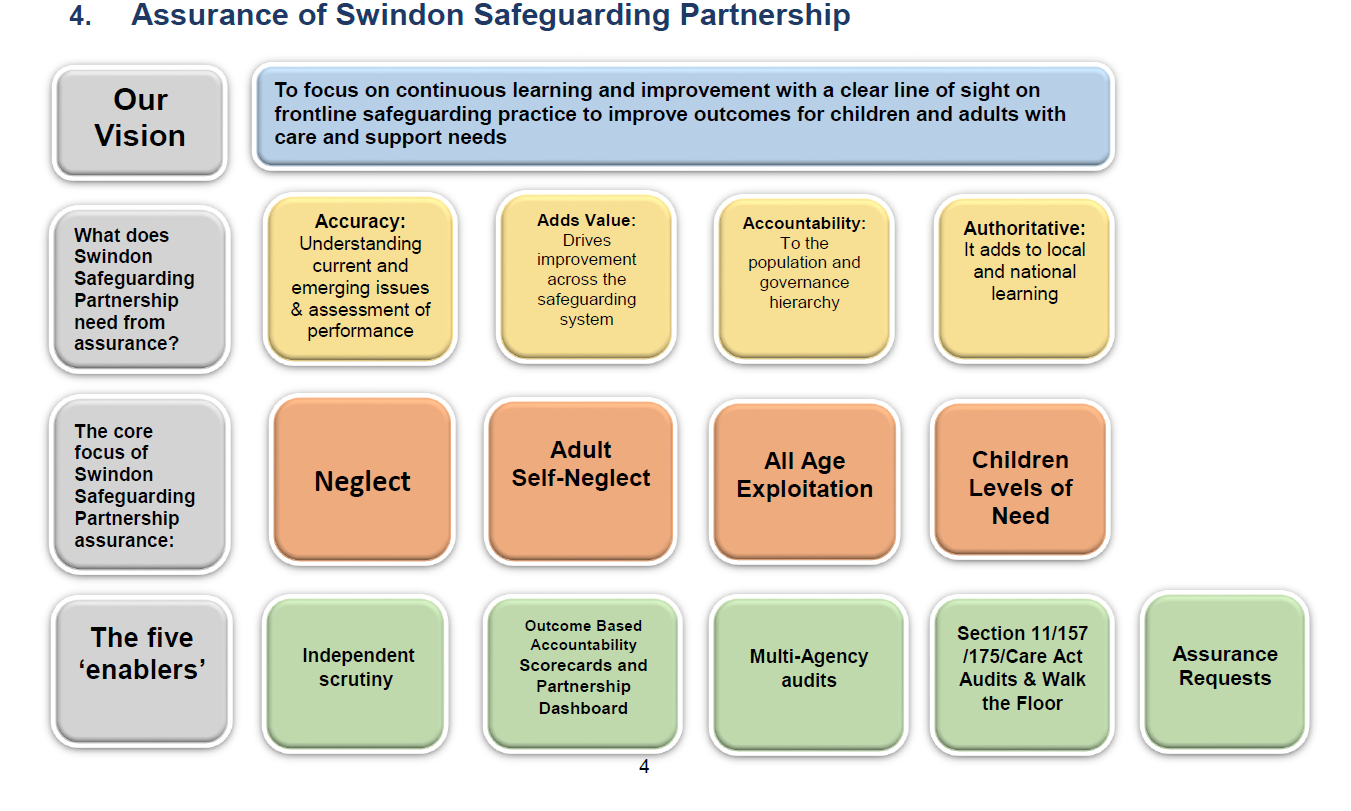 4. Assurance of Swindon Safeguarding Partnership
Our
Vision
To focus on continuous learning and improvement with a clear line of sight on
frontline safeguarding practice to improve outcomes for children and adults with
care and support needs
What does
Swindon
Safeguarding
Partnership
need from
assurance?
Accuracy:
Understanding
current and
emerging issues
& assessment of
performance
Adds Value:
Drives
improvement
across the
safeguarding
system
Accountability:
To the
population and
governance
hierarchy
Authoritative:
It adds to local
and national
learning
The core
focus of
Swindon
Safeguarding
Partnership
assurance:
Neglect
Adult
Self-Neglect
All Age
Exploitation
Children
Levels of
Need
The five
‘enablers’
Independent
scrutiny
Outcome Based
Accountability
Scorecards and
Partnership
Dashboard
Multi-Agency
audits
Section 11/157
/175/Care Act
Audits & Walk
the Floor
Assurance
Requests
4